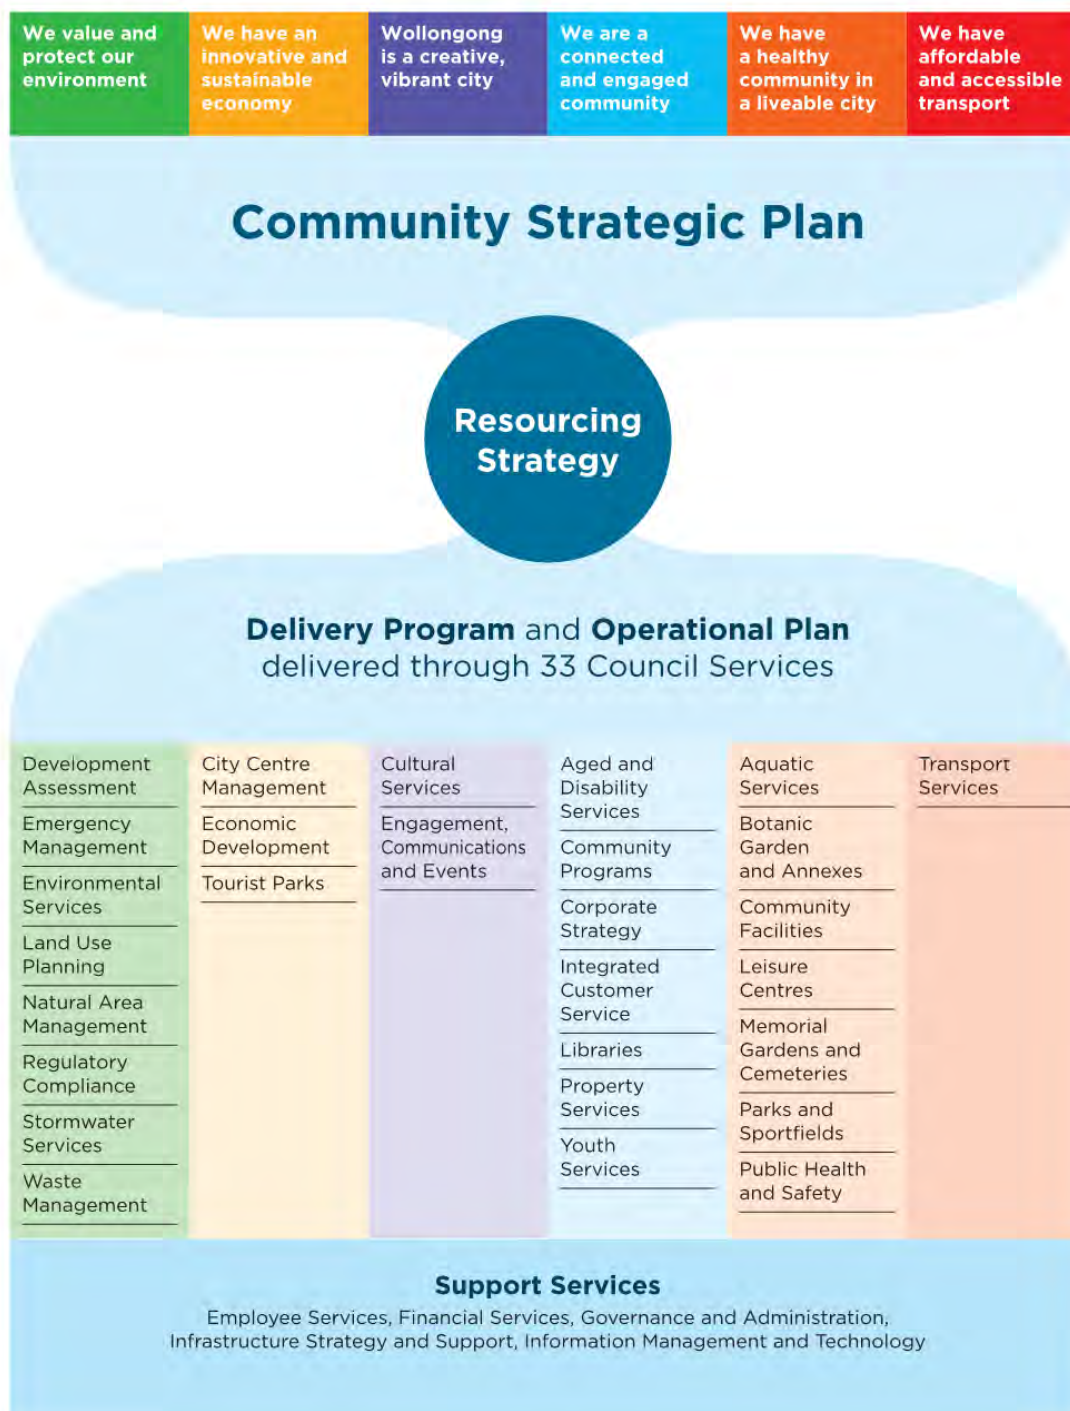 We value and
protect our
environment
We have an
innovative and
sustainable
economy
Wollongong
is a creative,
vibrant city
We are a
connected
and engaged
community
We have
a healthy
community in
a liveable city
We have
affordable
and accessible
transport
Community Strategic Plan
Resourcing
Strategy
Delivery Program and Operational Plan
delivered through 33 Council Services
Development
Assessment
Emergency
Management
Environmental
Services
Land Use
Planning
Natural Area
Management
Regulatory
Compliance
Stormwater
Services
Waste
Management
City Centre
Management
Economic
Development
Tourist Parks
Cultural
Services
Engagement,
Communications
and Events
Aged and
Disability
Services
Community
Programs
Corporate
Strategy
Integrated
Customer
Service
Libraries
Property
Services
Youth
Services
Aquatic
Services
Botanic
Garden
and Annexes
Community
Facilities
Leisure
Centres
Memorial
Gardens and
Cemeteries
Parks and
Sportfields
Public Health
and Safety
Transport
Services
Support Services
Employee Services, Financial Services, Governance and Administration,
Infrastructure Strategy and Support, Information Management and Technology